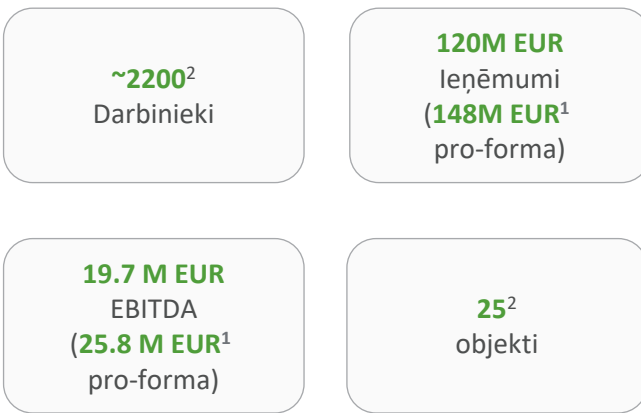 ~2200²
Darbinieki
120M EUR
Ieņēmumi
(148M EUR¹
pro-forma)
19.7 M EUR
EBITDA
(25.8 M EUR¹
pro-forma)
25²
objekti